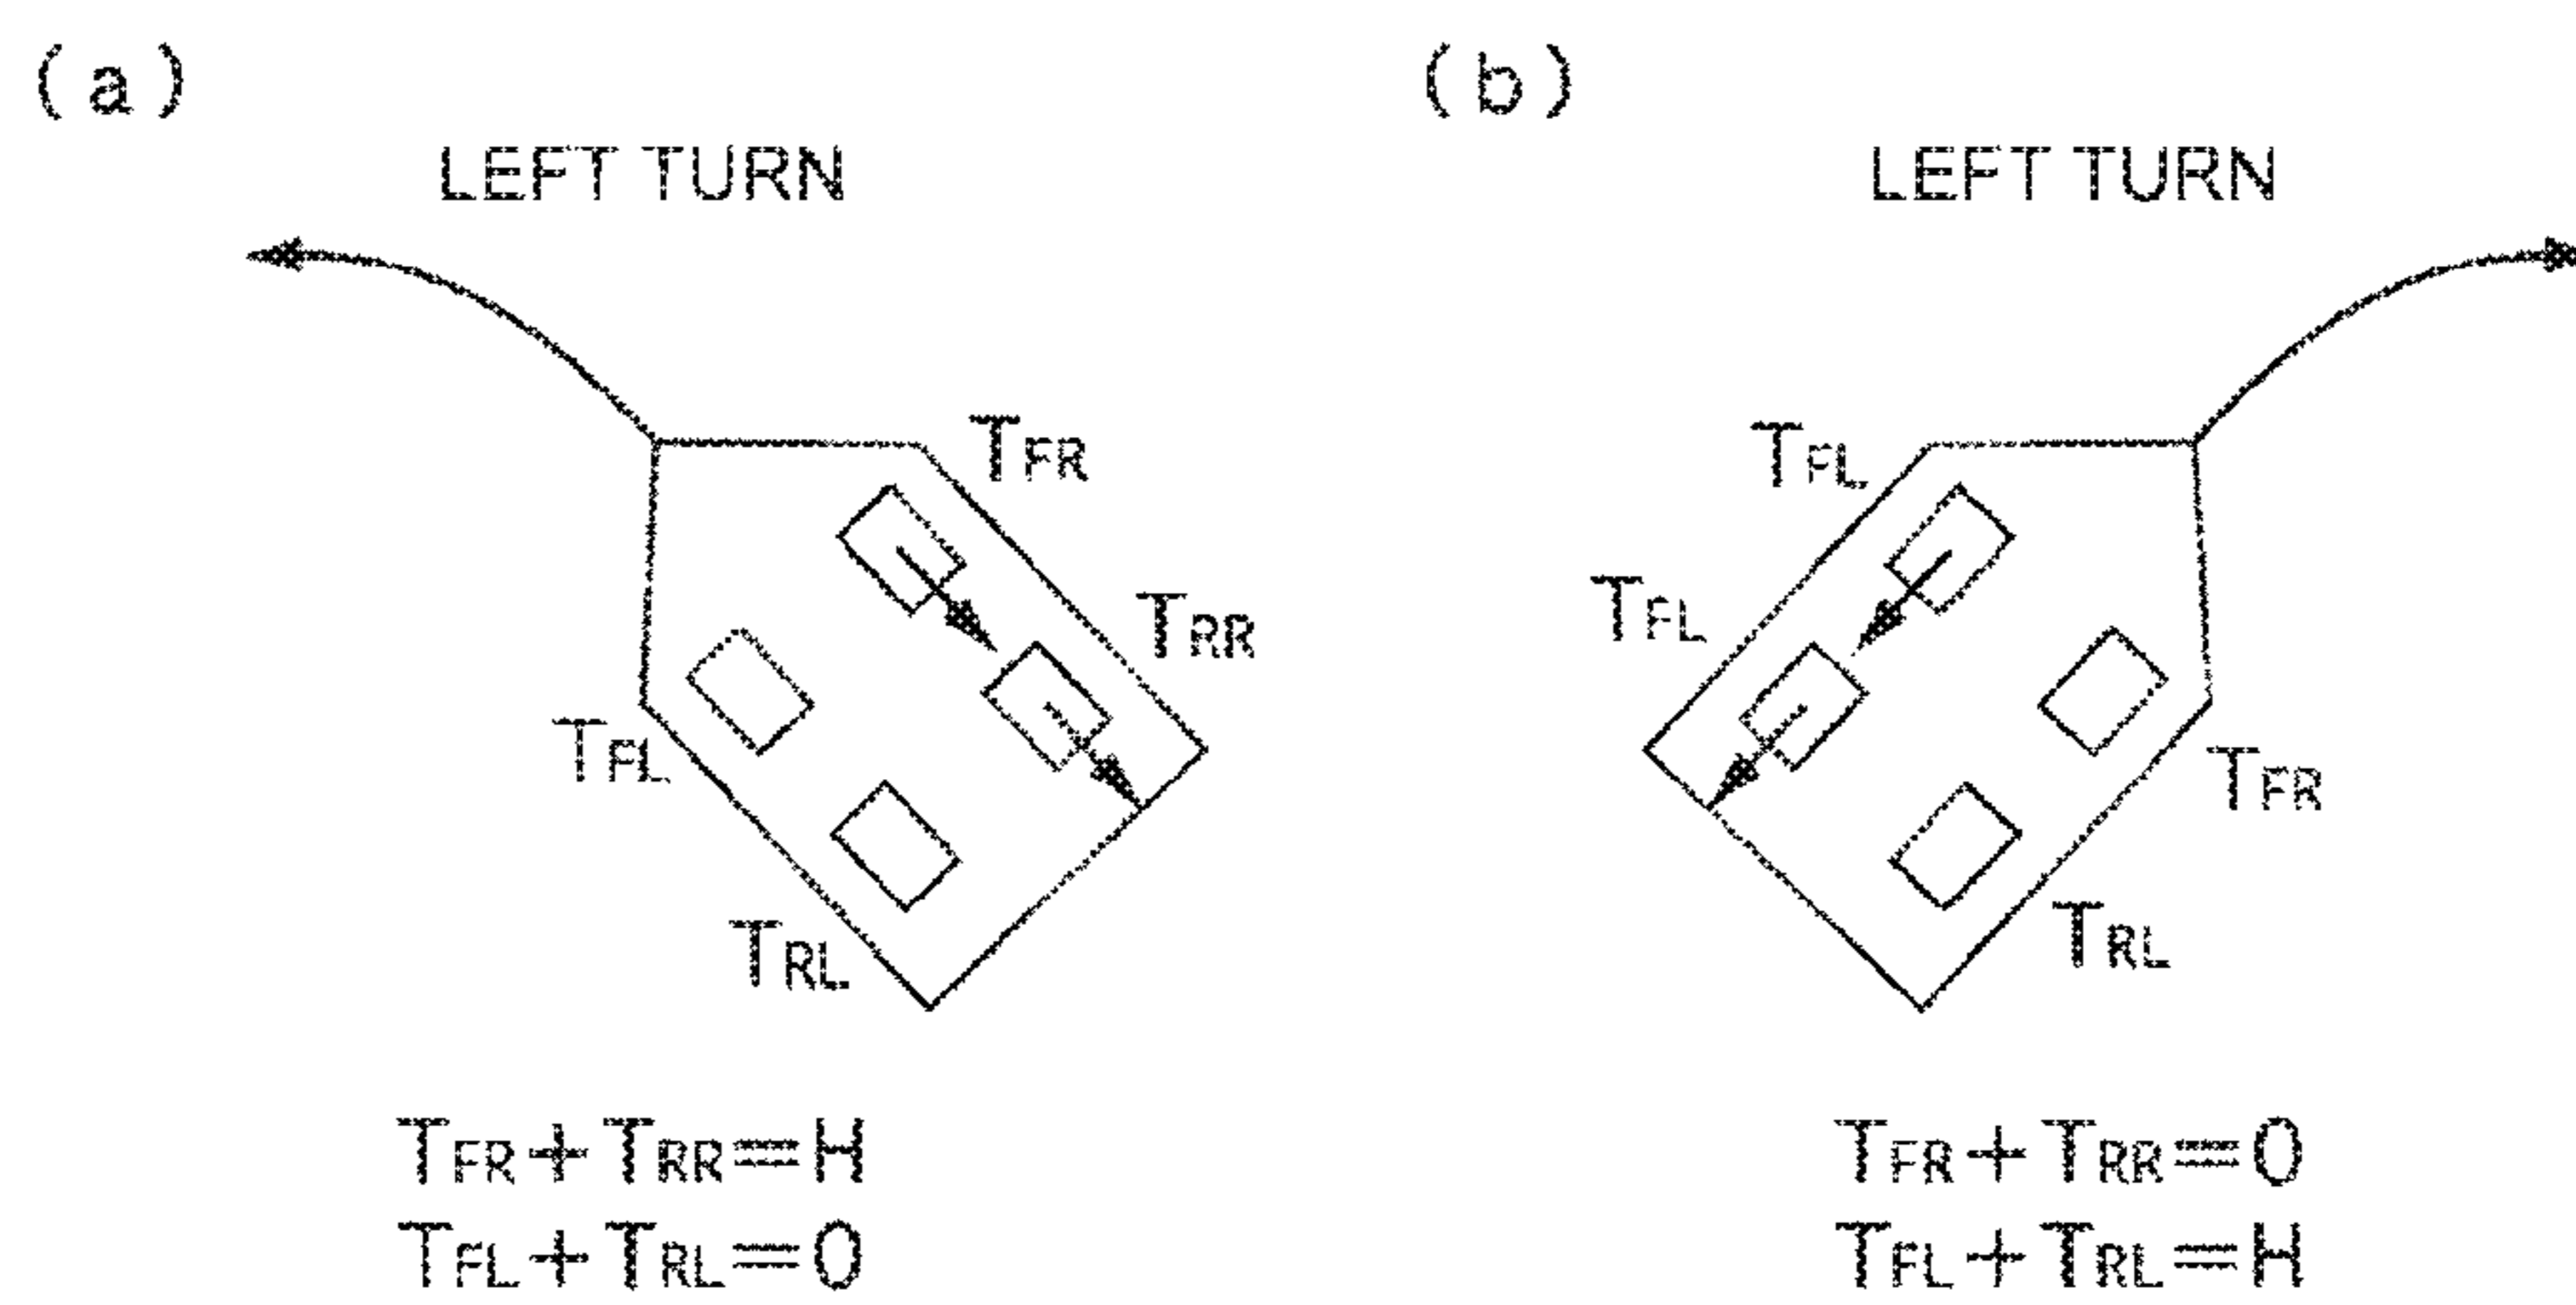 (a)
LEFT TURN
TFR
TRR
TFL
TRL
TFR+TRR=H
TFL+TRL=0
(b)
LEFT TURN
TFL
TFL
TFR
TRL
TFR+TRR=0
TFL+TRL=H